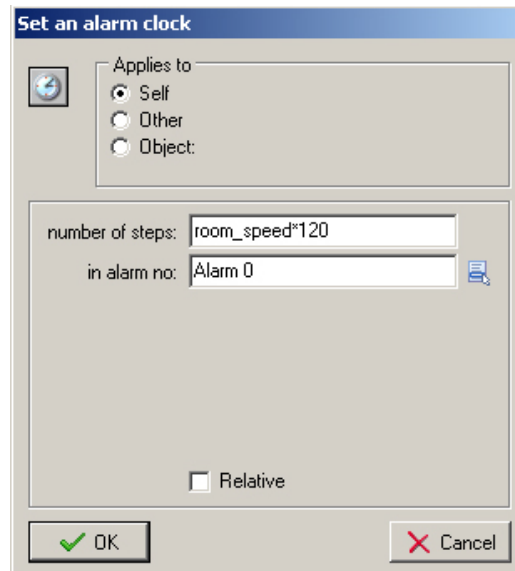 Set an alarm clock
Applies to
Self
Other
Object:
number of steps: room_speed*120
in alarm no: Alarm 0
Relative
OK Cancel